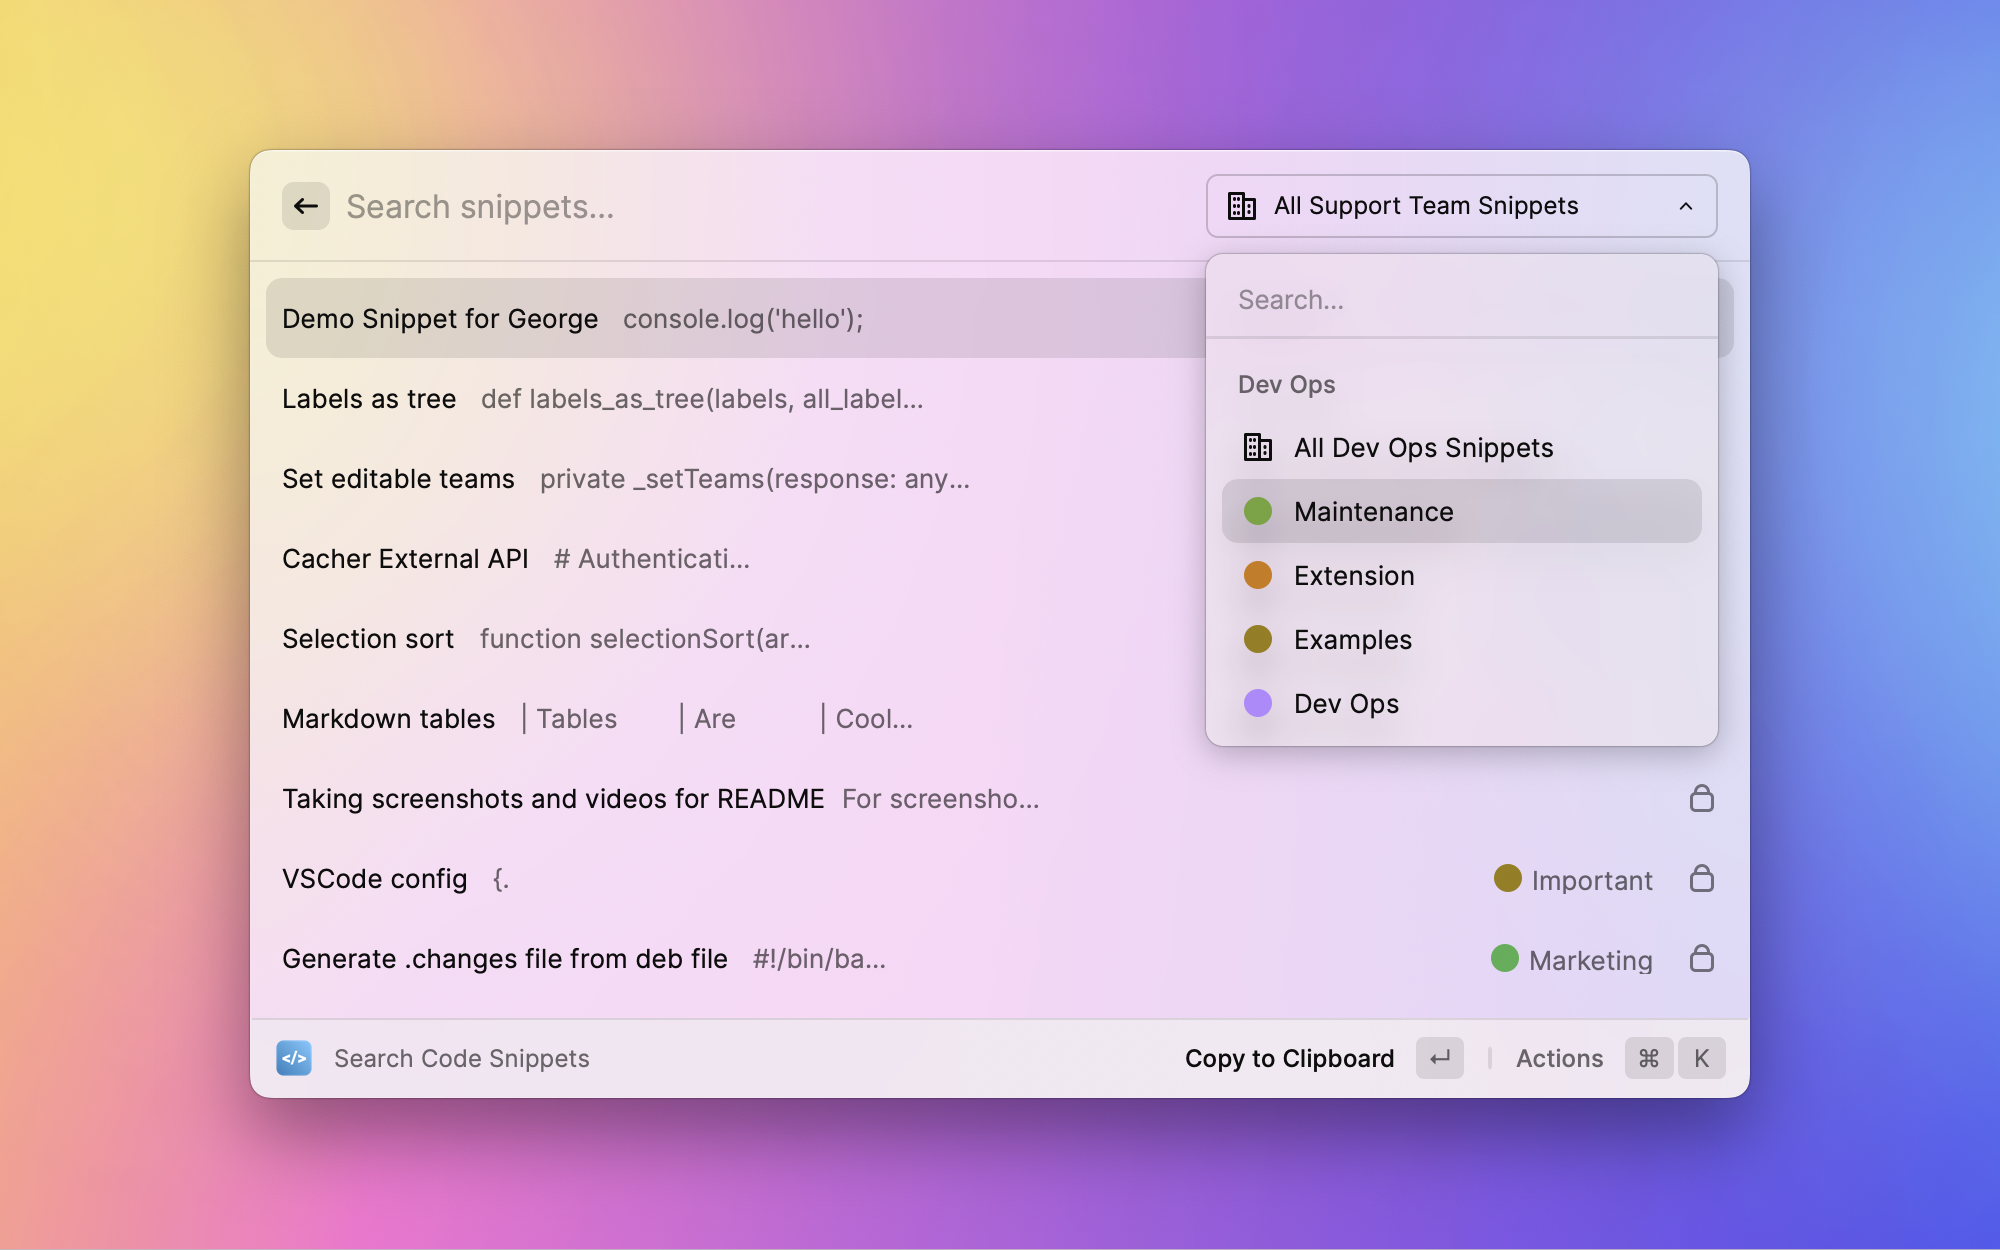 Search snippets...
All Support Team Snippets
Search...
Dev Ops
All Dev Ops Snippets
Maintenance
Extension
Examples
Dev Ops
Demo Snippet for George console.log('hello');
Labels as tree def labels_as_tree(labels, all_label...
Set editable teams private _setTeams(response: any...
Cacher External API # Authenticati...
Selection sort function selectionSort(ar...
Markdown tables | Tables | Are | Cool...
Taking screenshots and videos for README For screensho...
VSCode config {.
Important
Generate .changes file from deb file #!/bin/ba...
Marketing
</> Search Code Snippets
Copy to Clipboard ↵ | Actions ⌘ K